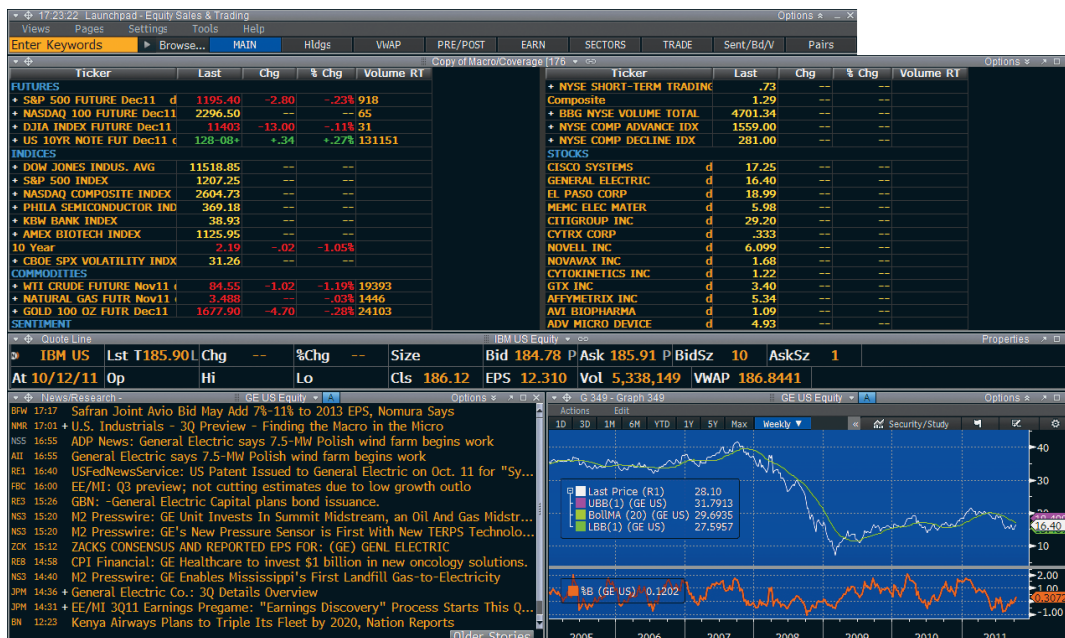 17:23:22 Launchpad - Equity Sales & Trading Options
Views Pages Settings Tools Help
Enter Keywords Browse... MAIN Hldgs VWAP PRE/POST EARN SECTORS TRADE Sent/Bd/V Pairs
Copy of Macro/Coverage [176 Options
Ticker Last Chg % Chg Volume RT
FUTURES
+ S&P 500 FUTURE Dec11 d 1195.40 -2.80 -.23% 918
+ NASDAQ 100 FUTURE Dec11 2296.50 -- -- 65
+ DJIA INDEX FUTURE Dec11 11403 -13.00 -.11% 31
+ US 10YR NOTE FUT Dec11 d 128-08+ +.34 +.27% 131151
INDICES
+ DOW JONES INDUS. AVG 11518.85 -- --
+ S&P 500 INDEX 1207.25 -- --
+ NASDAQ COMPOSITE INDEX 2604.73 -- --
+ PHILA SEMICONDUCTOR IND 369.18 -- --
+ KBW BANK INDEX 38.93 -- --
+ AMEX BIOTECH INDEX 1125.95 -- --
10 Year 2.19 -.02 -1.05%
+ CBOE SPX VOLATILITY INDX 31.26 -- --
COMMODITIES
+ WTI CRUDE FUTURE Nov11 d 84.55 -1.02 -1.19% 19393
+ NATURAL GAS FUTR Nov11 d 3.488 -- -.03% 1446
+ GOLD 100 OZ FUTR Dec11 1677.90 -4.70 -.28% 24103
SENTIMENT
Ticker Last Chg % Chg Volume RT
+ NYSE SHORT-TERM TRADING .73 -- --
Composite 1.29 -- --
+ BBG NYSE VOLUME TOTAL 4701.34 -- --
+ NYSE COMP ADVANCE IDX 1559.00 -- --
+ NYSE COMP DECLINE IDX 281.00 -- --
STOCKS
CISCO SYSTEMS d 17.25 -- --
GENERAL ELECTRIC d 16.40 -- --
EL PASO CORP d 18.99 -- --
MEMC ELEC MATER d 5.98 -- --
CITIGROUP INC d 29.20 -- --
CYTRX CORP d .333 -- --
NOVELL INC d 6.099 -- --
NOVAVAX INC d 1.68 -- --
CYTOKINETICS INC d 1.22 -- --
GTX INC d 3.40 -- --
AFFYMETRIX INC d 5.34 -- --
AVI BIOPHARMA d 1.09 -- --
ADV MICRO DEVICE d 4.93 -- --
Quote Line IBM US Equity Properties
IBM US Lst T185.90L Chg -- %Chg -- Size Bid 184.78 P Ask 185.91 P BidSz 10 AskSz 1
At 10/12/11 Op Hi Lo Cls 186.12 EPS 12.310 Vol 5,338,149 VWAP 186.8441
News/Research - GE US Equity A Options
BFW 17:17 Safran Joint Avio Bid May Add 7%-11% to 2013 EPS, Nomura Says
NMR 17:01 + U.S. Industrials - 3Q Preview - Finding the Macro in the Micro
NS5 16:55 ADP News: General Electric says 7.5-MW Polish wind farm begins work
AII 16:55 General Electric says 7.5-MW Polish wind farm begins work
RE1 16:40 USFedNewsService: US Patent Issued to General Electric on Oct. 11 for "Sy...
FBC 16:00 EE/MI: Q3 preview; not cutting estimates due to low growth outlo
RE3 15:26 GBN: -General Electric Capital plans bond issuance.
NS3 15:20 M2 Presswire: GE Unit Invests In Summit Midstream, an Oil And Gas Midstr...
NS3 15:20 M2 Presswire: GE's New Pressure Sensor is First With New TERPS Technolo...
ZCK 15:12 ZACKS CONSENSUS AND REPORTED EPS FOR: (GE) GENL ELECTRIC
RE8 14:58 CPI Financial: GE Healthcare to invest $1 billion in new oncology solutions.
NS3 14:40 M2 Presswire: GE Enables Mississippi's First Landfill Gas-to-Electricity
JPM 14:36 + General Electric Co.: 3Q Details Overview
JPM 14:31 + EE/MI 3Q11 Earnings Pregame: "Earnings Discovery" Process Starts This Q...
BN 12:23 Kenya Airways Plans to Triple Its Fleet by 2020, Nation Reports
Older Stories
G 349 - Graph 349 GE US Equity A Options
Actions Edit
1D 3D 1M 6M YTD 1Y 5Y Max Weekly « Security/Study
Last Price (R1) 28.10
UBB(1) (GE US) 31.7913
BollMA (20) (GE US) 29.6935
LBB(1) (GE US) 27.5957
40
30
20
16.40
10
%B (GE US) 0.1202
2.00
1.00
0.3072
-1.00
2005 2006 2007 2008 2009 2010 2011